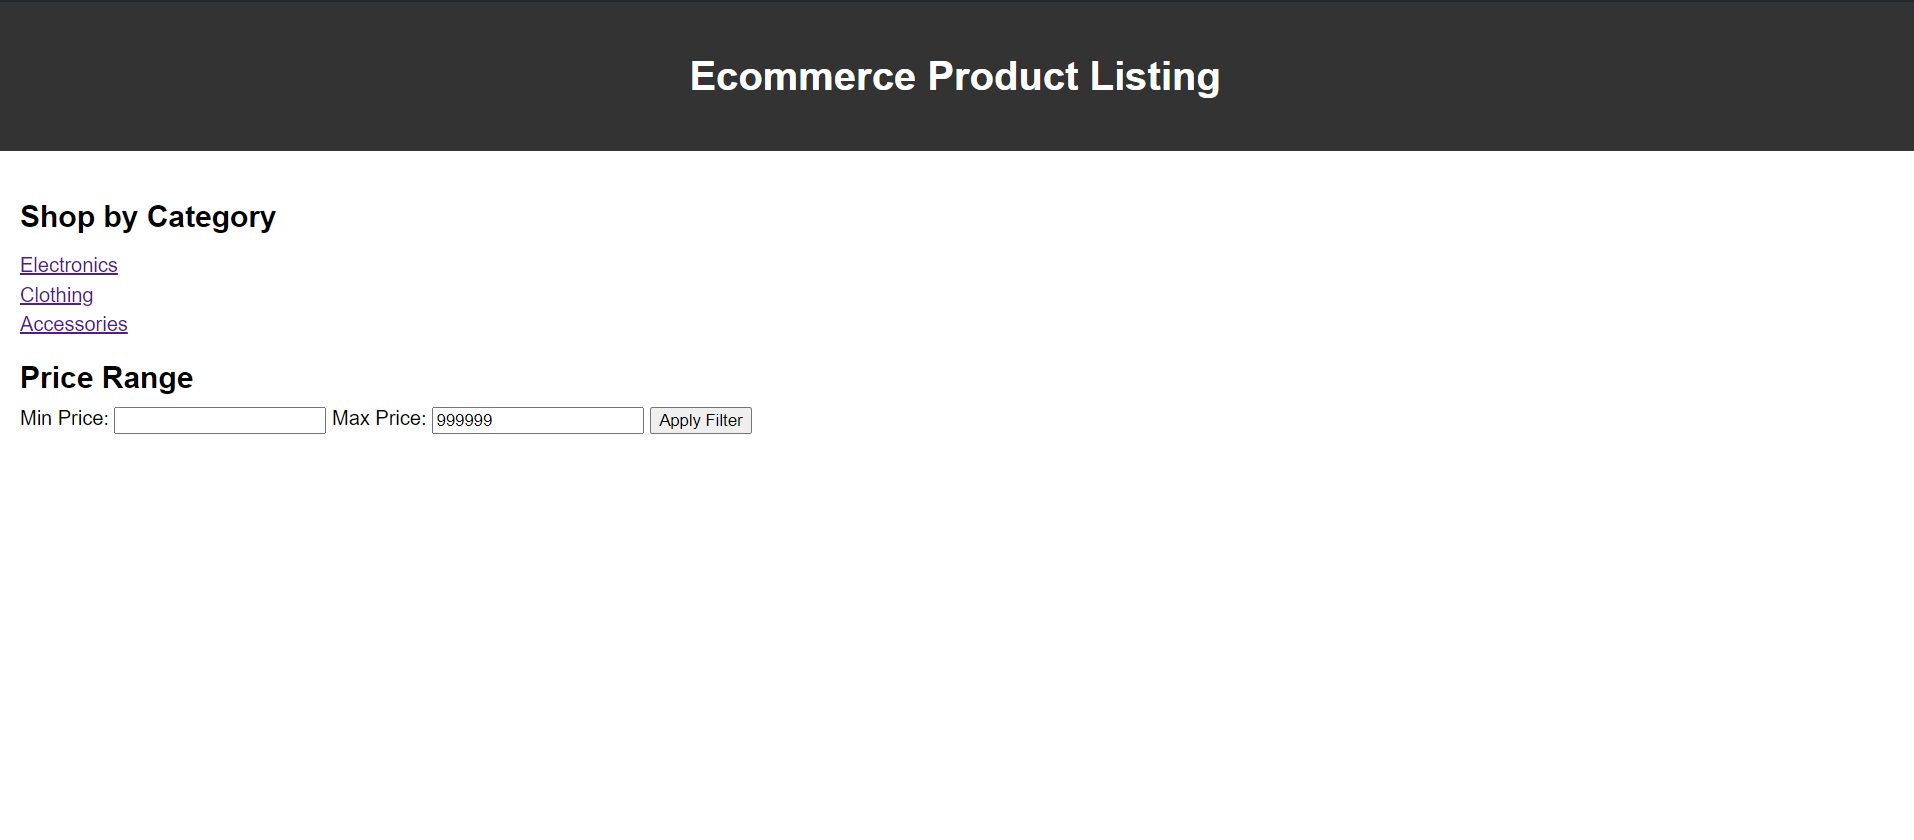 Ecommerce Product Listing
Shop by Category
Electronics
Clothing
Accessories
Price Range
Min Price: Max Price: 999999 Apply Filter